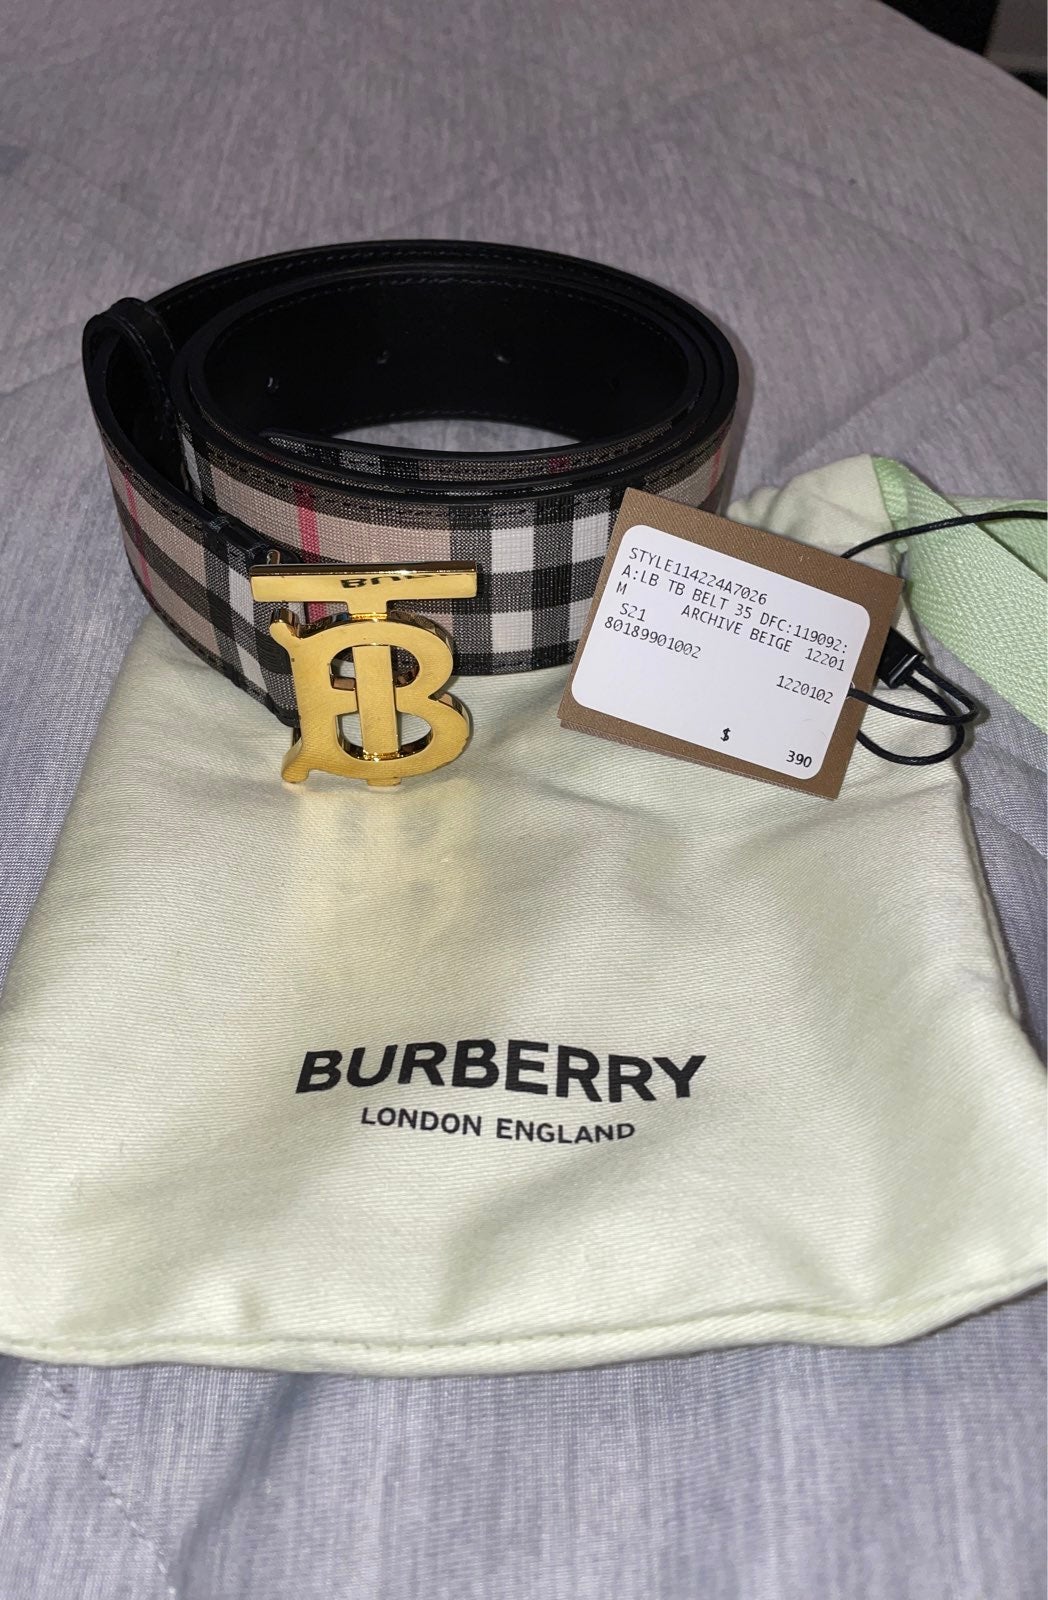 STYLE114224A7026
A:LB TB BELT 35 DFC:119092:
M ARCHIVE BEIGE 12201
S21
80189901002
1220102
$ 390
BURBERRY
LONDON ENGLAND